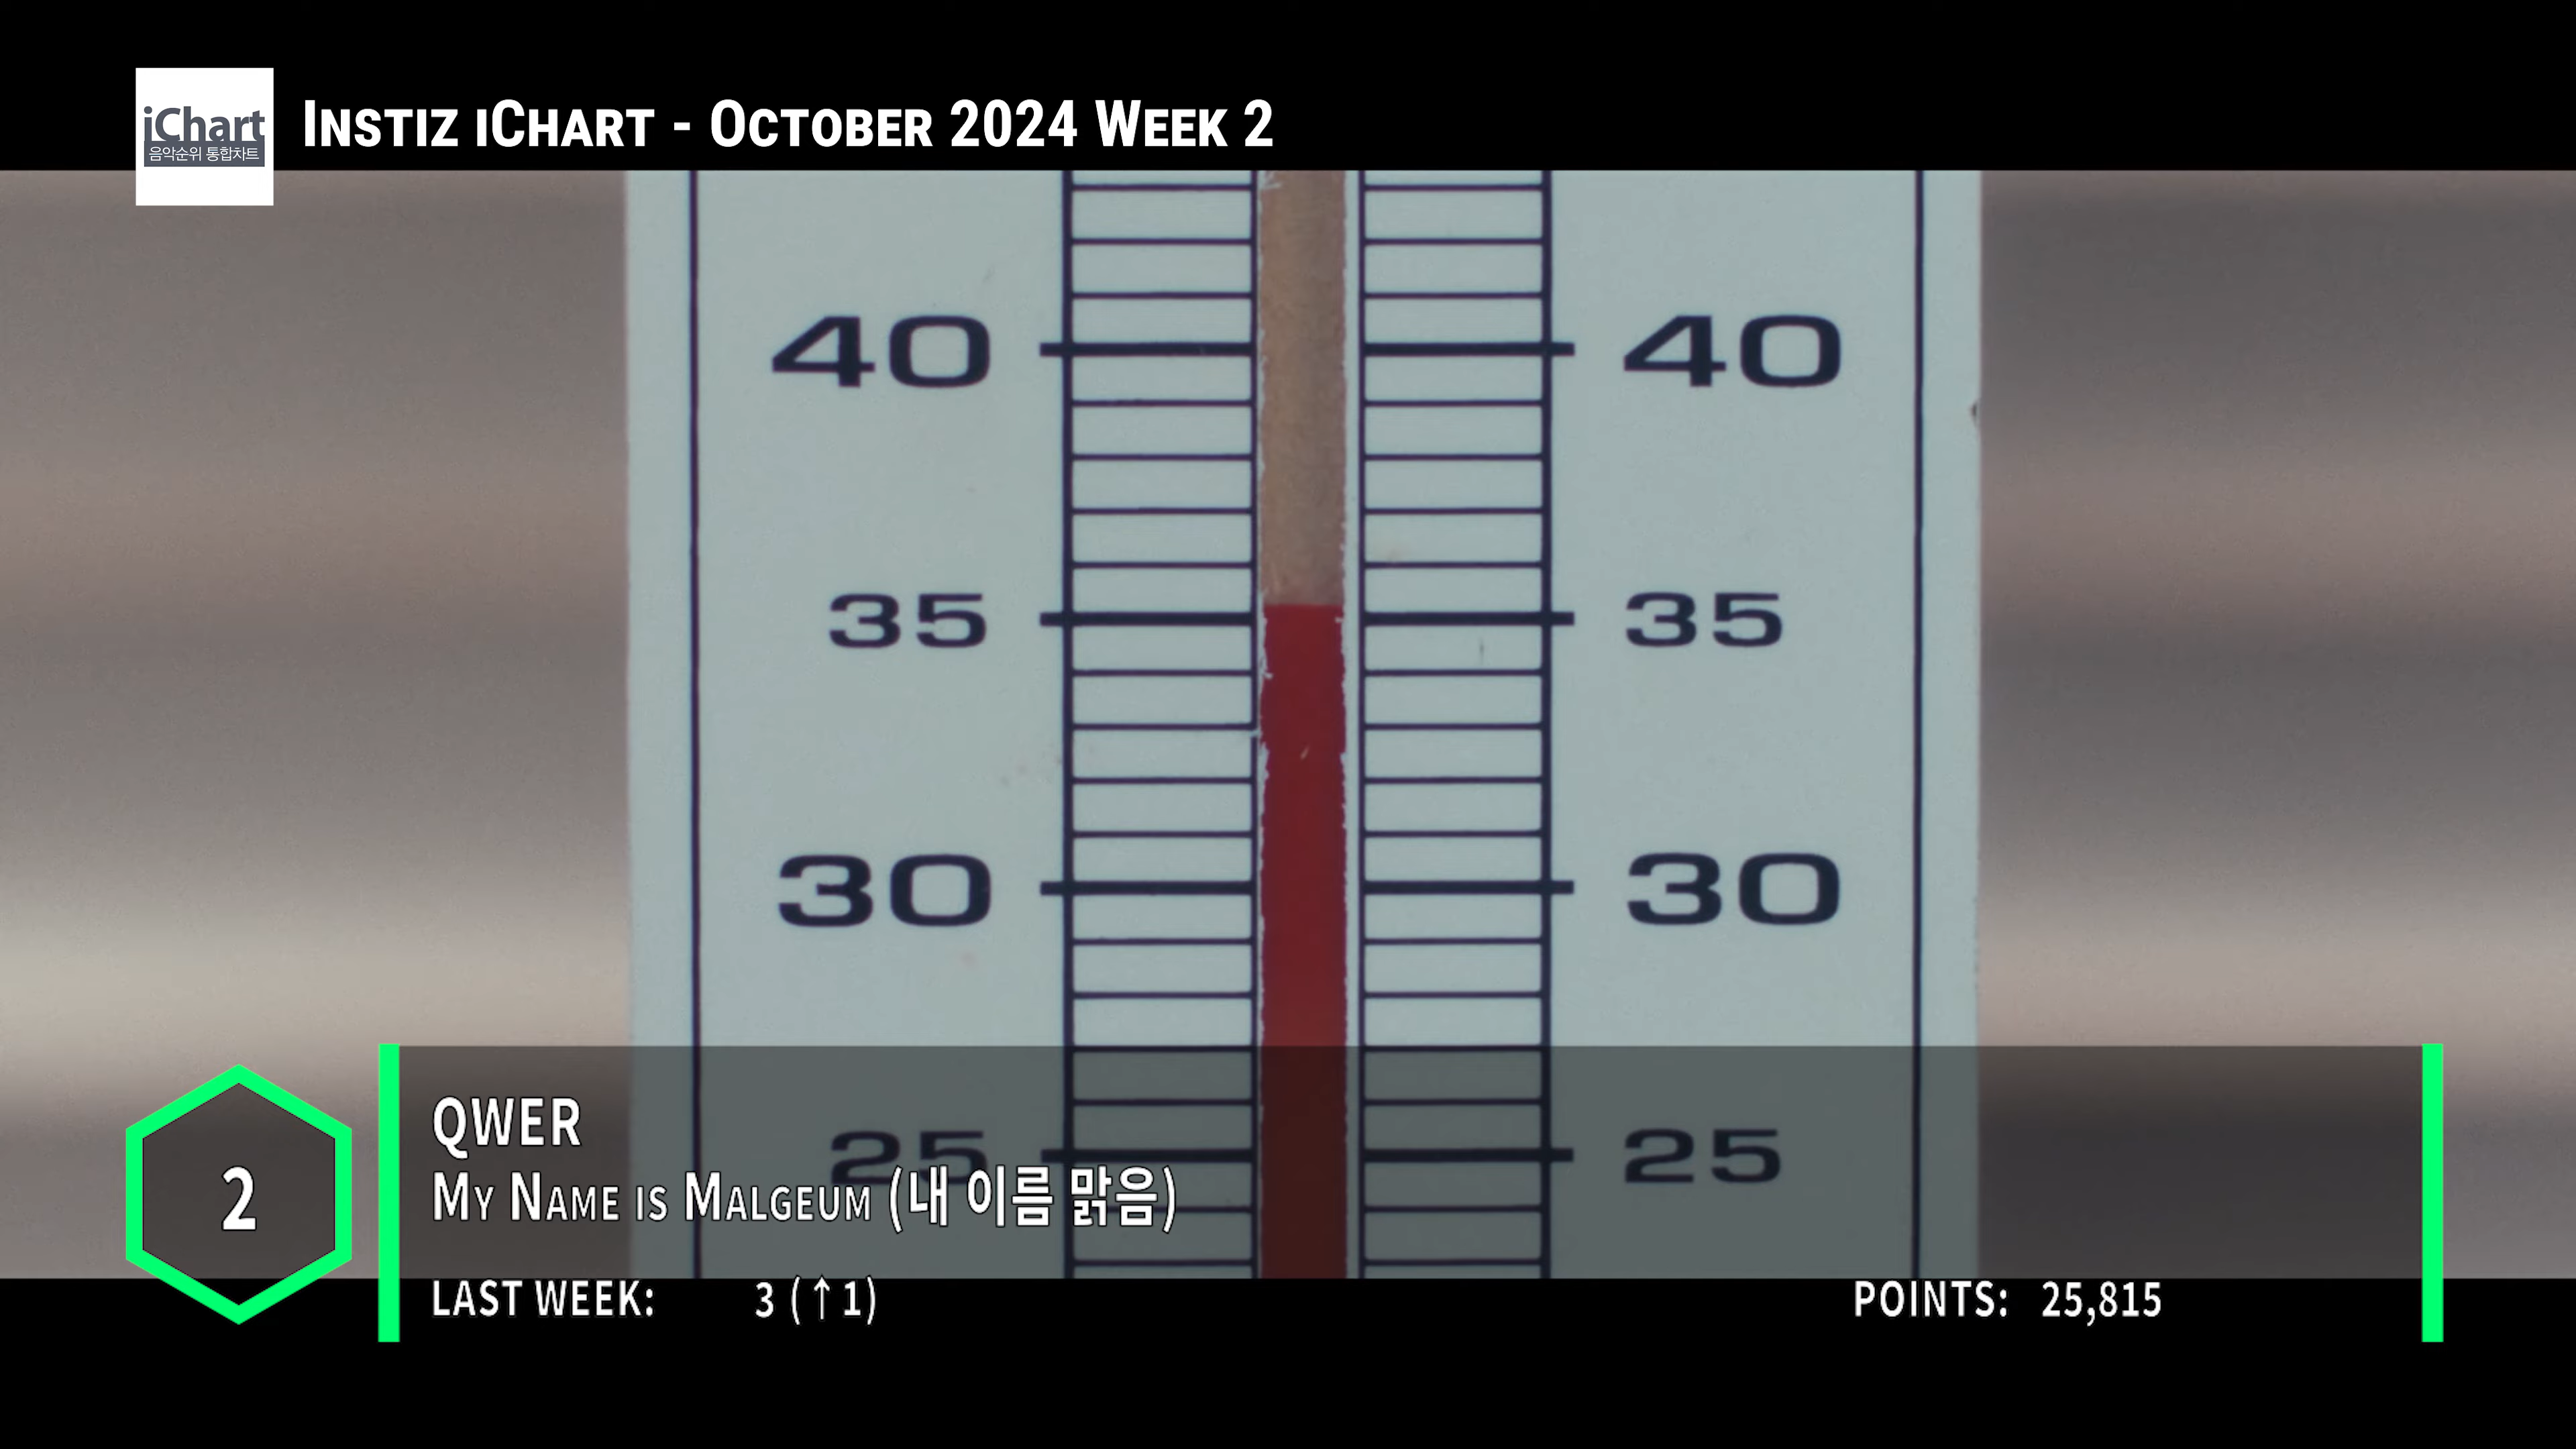 iChart
음악순위 통합차트
Instiz iChart - October 2024 Week 2
40 40
35 35
30 30
25 25
2
QWER
My Name is Malgeum (내 이름 맑음)
LAST WEEK: 3 (↑1)
POINTS: 25,815